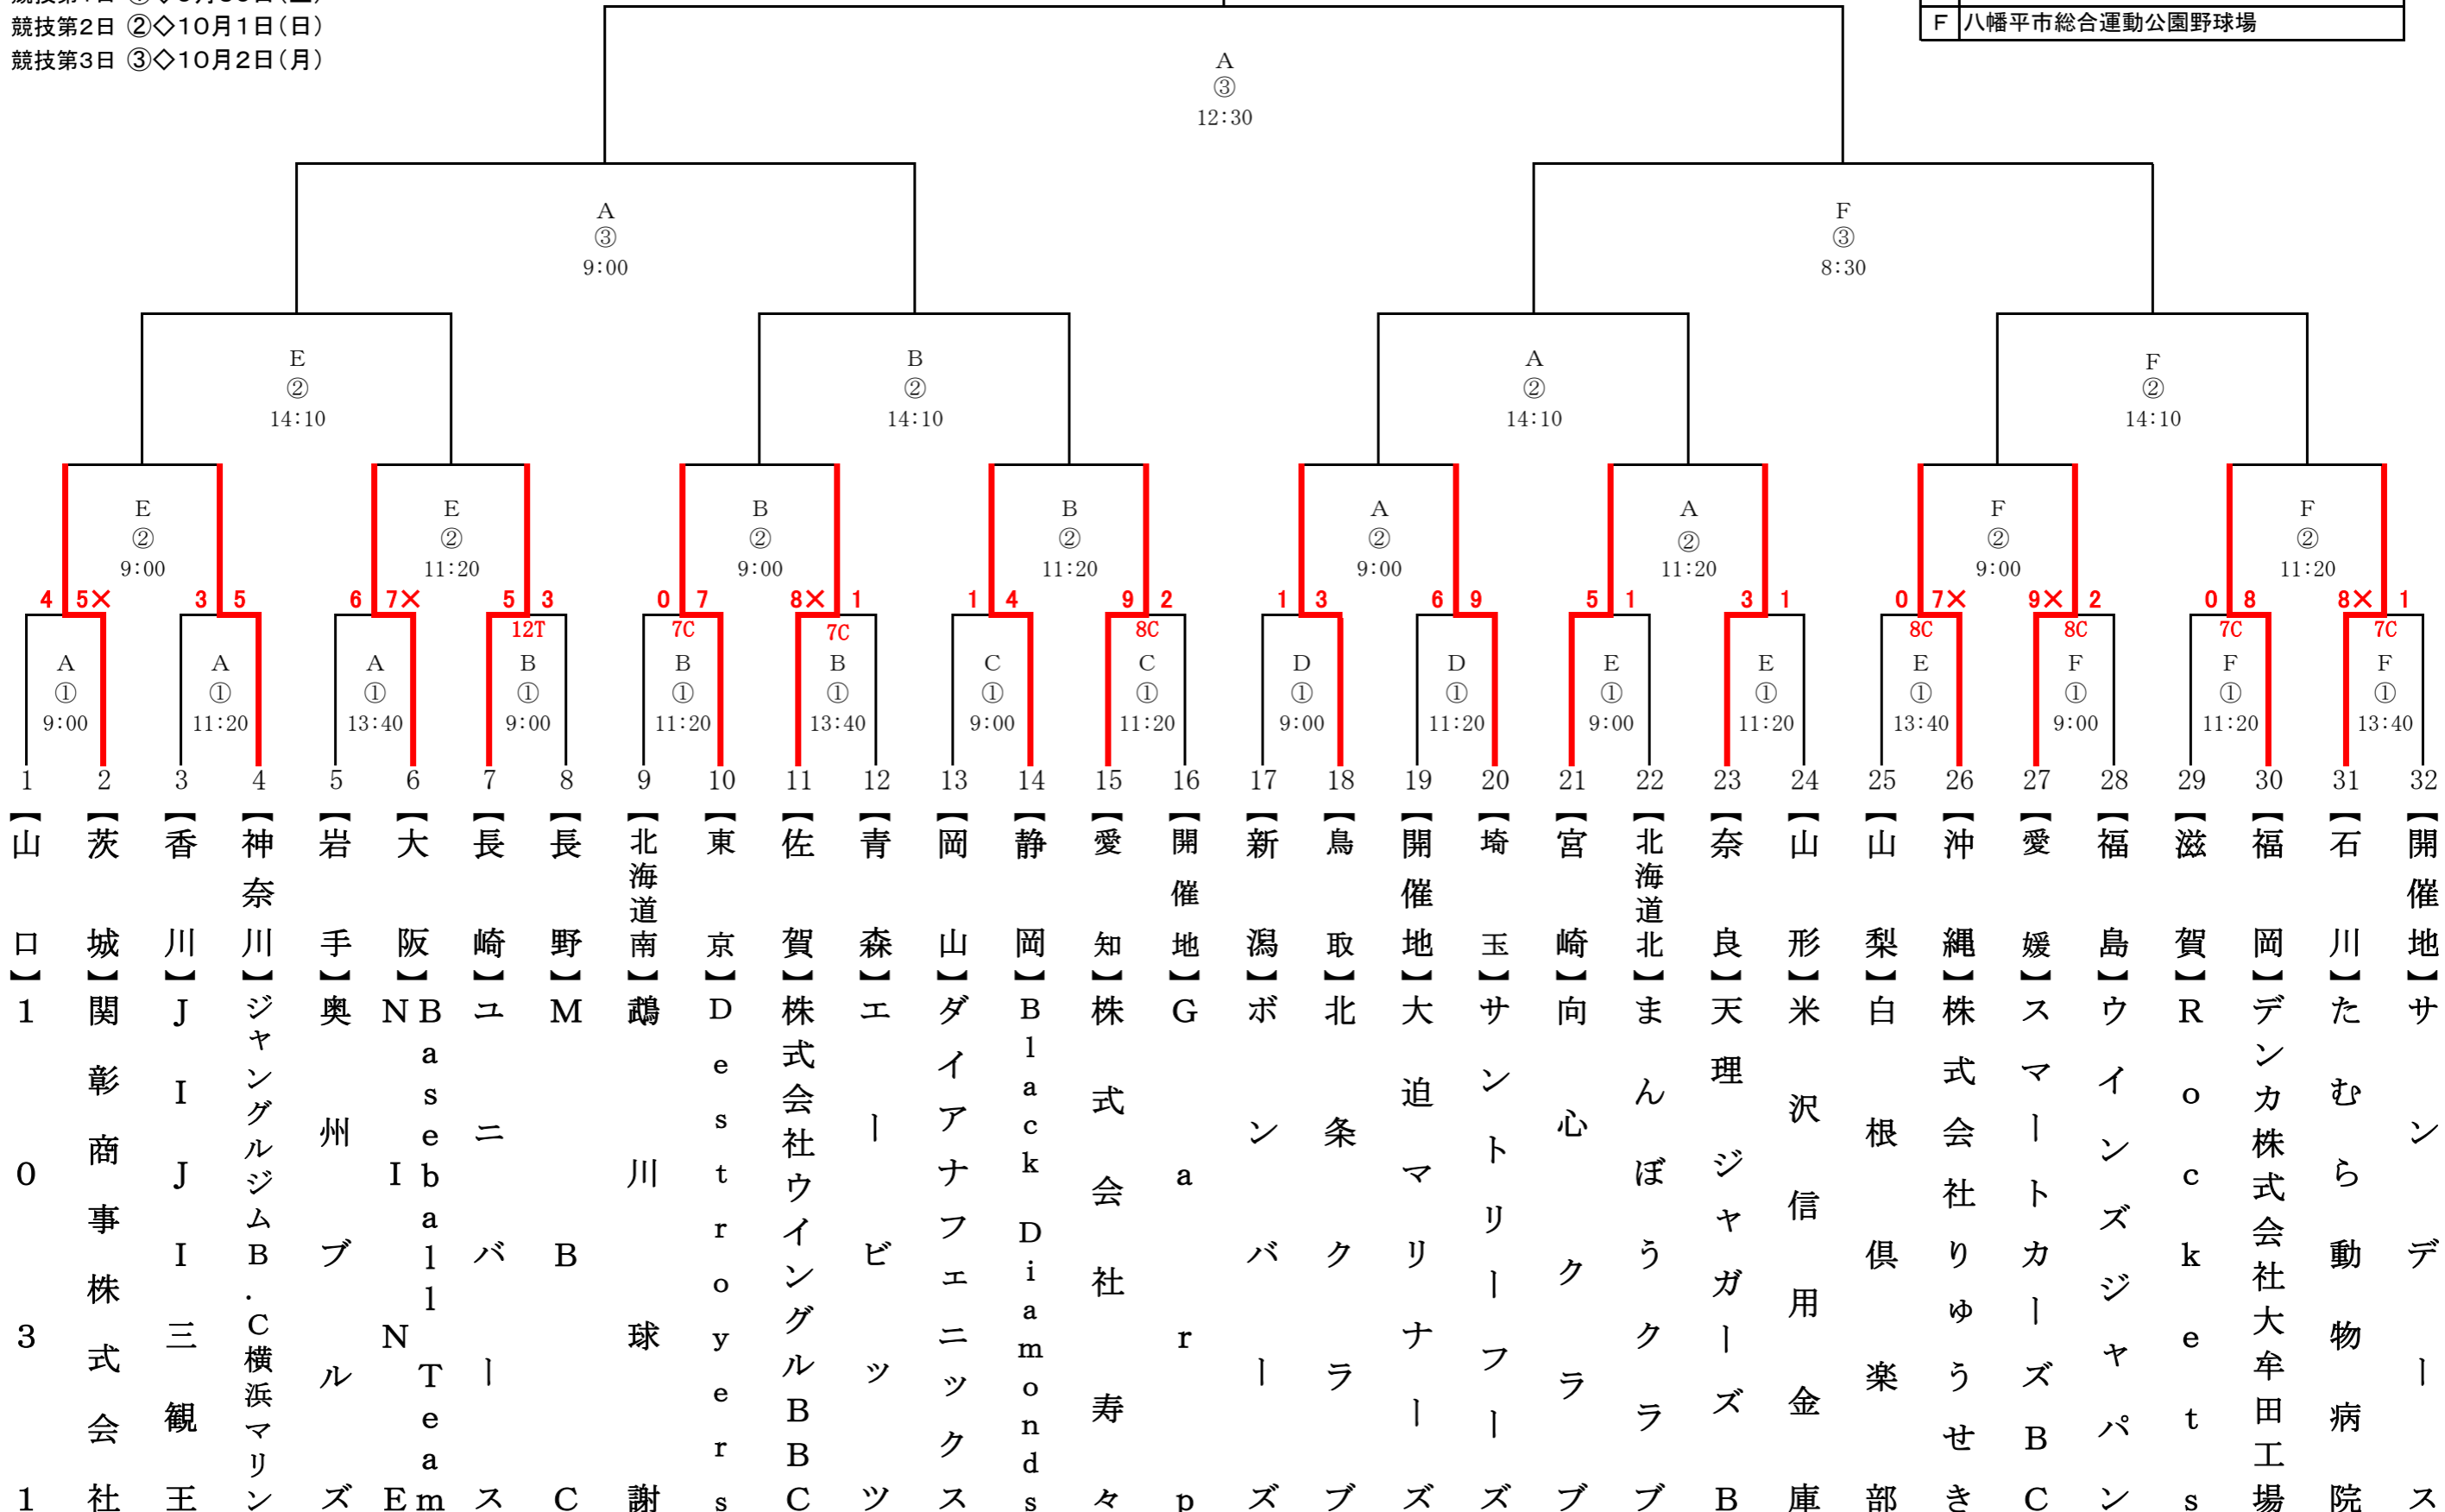 競技第2日 ②◇10月1日(日)
競技第3日 ③◇10月2日(月)
F 八幡平市総合運動公園野球場
A
③
12:30
A
③
9:00
F
③
8:30
E
②
14:10
B
②
14:10
A
②
14:10
F
②
14:10
E
②
9:00
E
②
11:20
B
②
9:00
B
②
11:20
A
②
9:00
A
②
11:20
F
②
9:00
F
②
11:20
4 5×
3 5
6 7×
5 3
0 7
8× 1
1 4
9 2
1 3
6 9
5 1
3 1
0 7×
9× 2
0 8
8× 1
12T
7C
7C
8C
8C
8C
7C
7C
A
①
9:00
A
①
11:20
A
①
13:40
B
①
9:00
B
①
11:20
B
①
13:40
C
①
9:00
C
①
11:20
D
①
9:00
D
①
11:20
E
①
9:00
E
①
11:20
E
①
13:40
F
①
9:00
F
①
11:20
F
①
13:40
1 【山口】 1031
2 【茨城】 関彰商事株式会社
3 【香川】 JIJI三観王
4 【神奈川】 ジャングルジムB.C横浜マリン
5 【岩手】 奥州ブルズ
6 【大阪】 NINE Baseball Team
7 【長崎】 ユニバース
8 【長野】 MBC
9 【北海道南】 鵡川球謝
10 【東京】 Destroyers
11 【佐賀】 株式会社ウイングルBBC
12 【青森】 エービッツ
13 【岡山】 ダイアナフェニックス
14 【静岡】 Black Diamonds
15 【愛知】 株式会社寿々
16 【開催地】 Garp
17 【新潟】 ボンバーズ
18 【鳥取】 北条クラブ
19 【開催地】 大迫マリナーズ
20 【埼玉】 サントリーフーズ
21 【宮崎】 向心クラブ
22 【北海道北】 まんぼうクラブ
23 【奈良】 天理ジャガーズB
24 【山形】 米沢信用金庫
25 【山梨】 白根倶楽部
26 【沖縄】 株式会社りゅうせき
27 【愛媛】 スマートカーズBC
28 【福島】 ウインズジャパン
29 【滋賀】 Rockets
30 【福岡】 デンカ株式会社大牟田工場
31 【石川】 たむら動物病院
32 【開催地】 サンデース